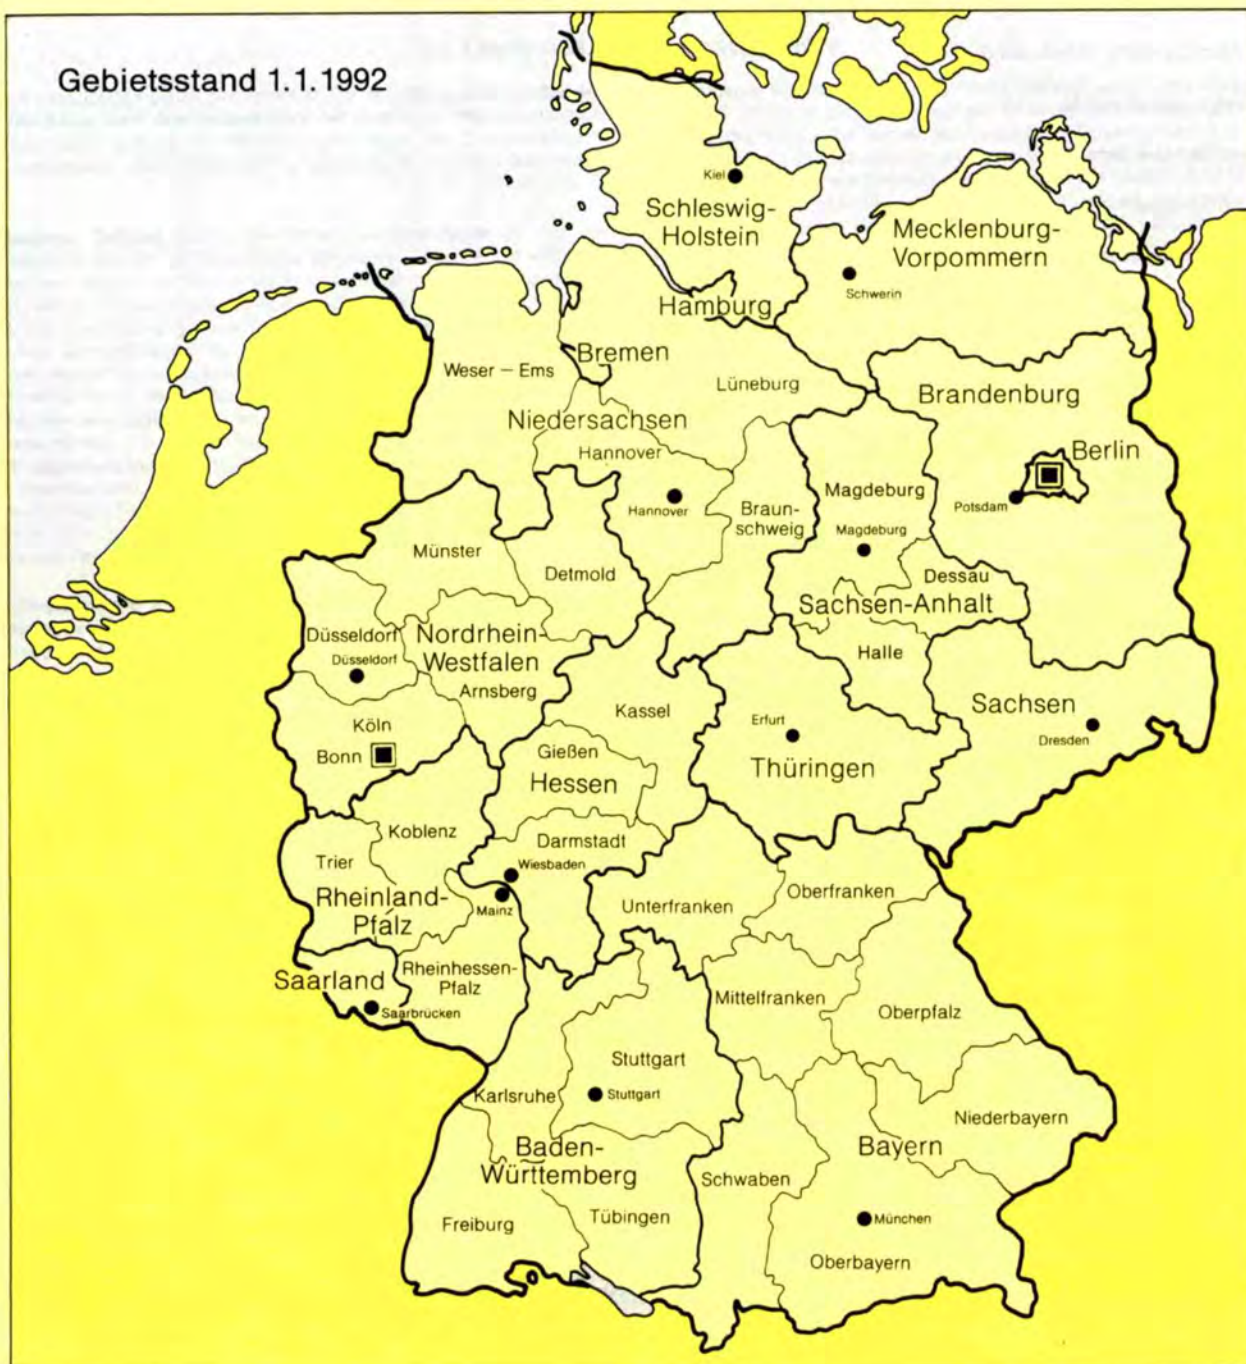 Gebietsstand 1.1.1992
Kiel
Schleswig-
Holstein
Mecklenburg-
Vorpommern
Schwerin
Hamburg
Bremen
Weser – Ems
Lüneburg
Niedersachsen
Hannover
Hannover
Braun-
schweig
Brandenburg
Berlin
Potsdam
Magdeburg
Magdeburg
Dessau
Sachsen-Anhalt
Halle
Münster
Detmold
Düsseldorf
Düsseldorf
Nordrhein-
Westfalen
Arnsberg
Köln
Bonn
Kassel
Gießen
Hessen
Darmstadt
Wiesbaden
Erfurt
Thüringen
Sachsen
Dresden
Koblenz
Trier
Rheinland-
Pfalz
Mainz
Rheinhessen-
Pfalz
Saarland
Saarbrücken
Unterfranken
Oberfranken
Mittelfranken
Oberpfalz
Stuttgart
Stuttgart
Karlsruhe
Baden-
Württemberg
Freiburg
Tübingen
Schwaben
Bayern
Niederbayern
München
Oberbayern